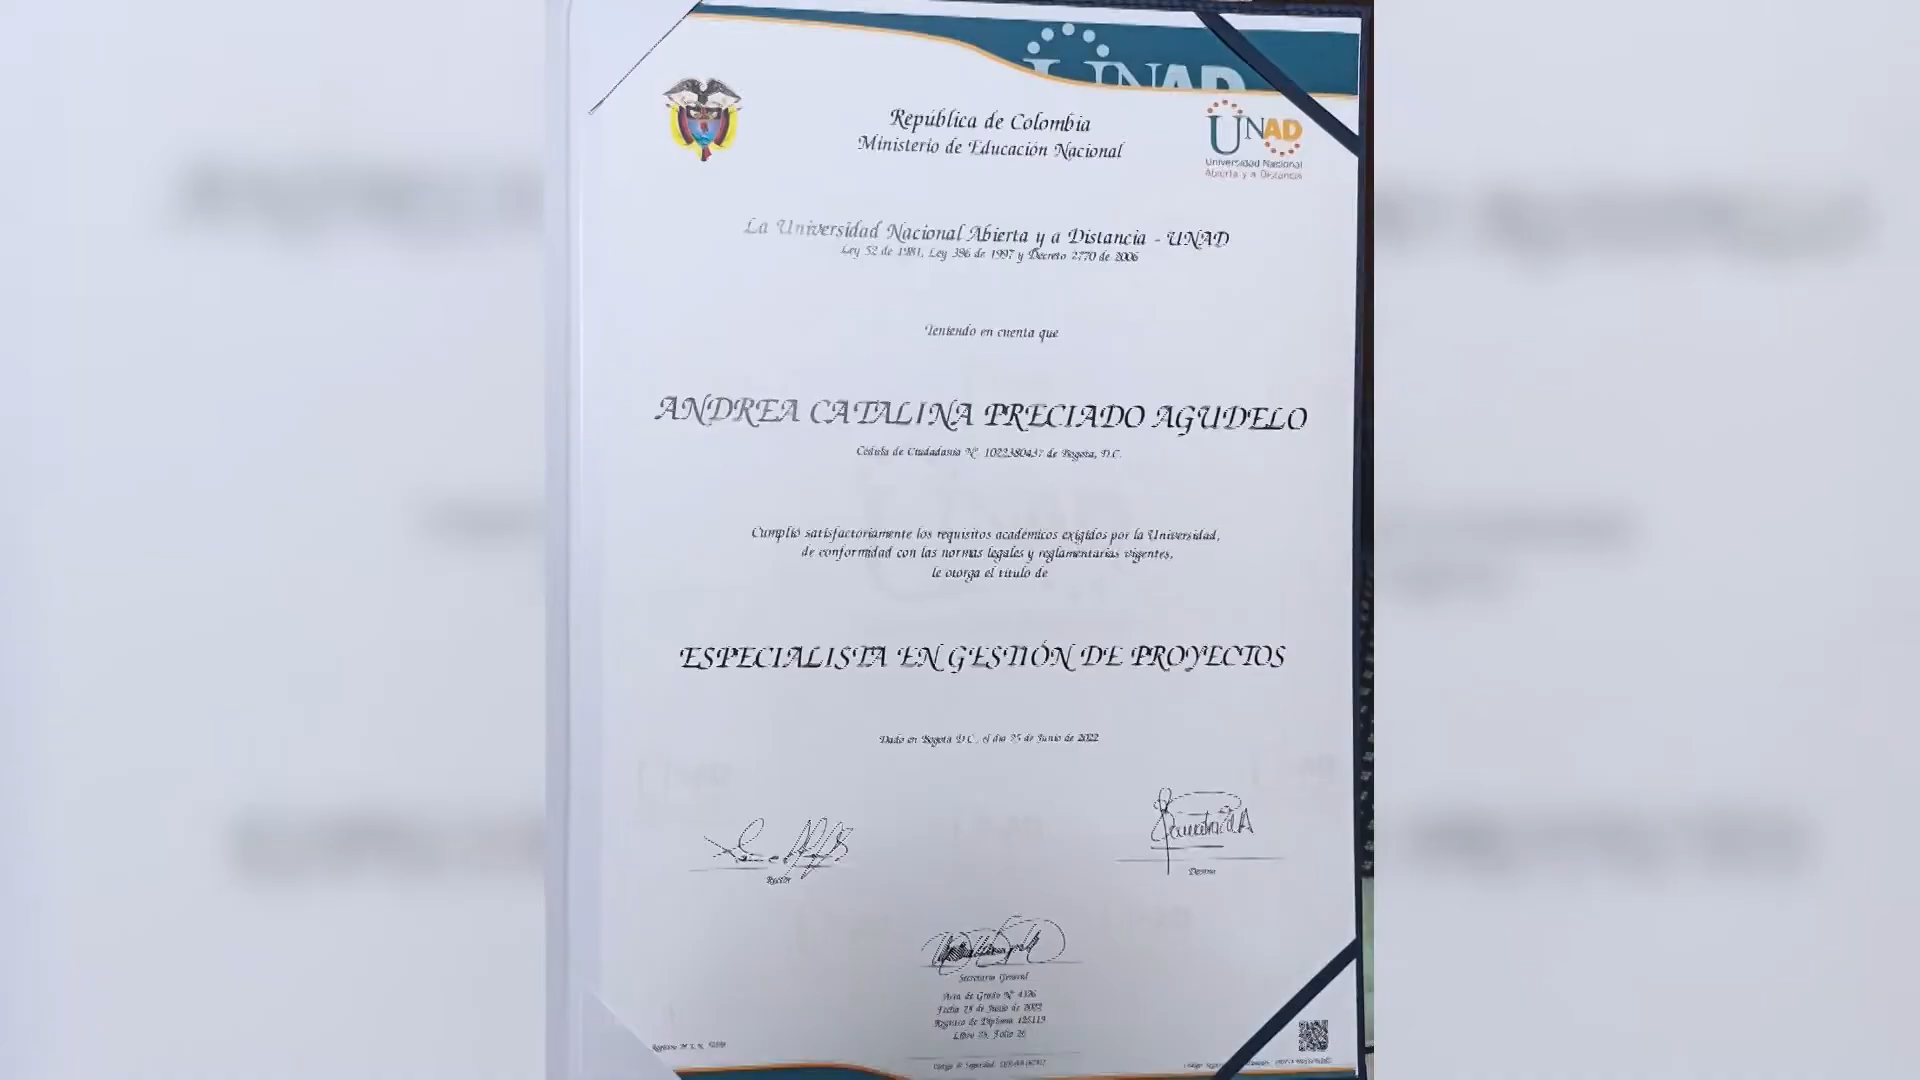 UNAD
República de Colombia
Ministerio de Educación Nacional
UNAD
Universidad Nacional
Abierta y a Distancia
La Universidad Nacional Abierta y a Distancia - UNAD
Ley 52 de 1981, Ley 396 de 1997 y Decreto 2770 de 2006
Teniendo en cuenta que
ANDREA CATALINA PRECIADO AGUDELO
Cédula de Ciudadanía N° 1022380437 de Bogotá, D.C.
Cumplió satisfactoriamente los requisitos académicos exigidos por la Universidad,
de conformidad con las normas legales y reglamentarias vigentes,
le otorga el título de
ESPECIALISTA EN GESTIÓN DE PROYECTOS
Dado en Bogotá D.C., el día 25 de Junio de 2022
Rector
Decano
Secretario General
Acta de Grado N°
Fecha 25 de Junio de 2022
Registro de Diploma 126119
Libro Folio 26
Código de Seguridad: